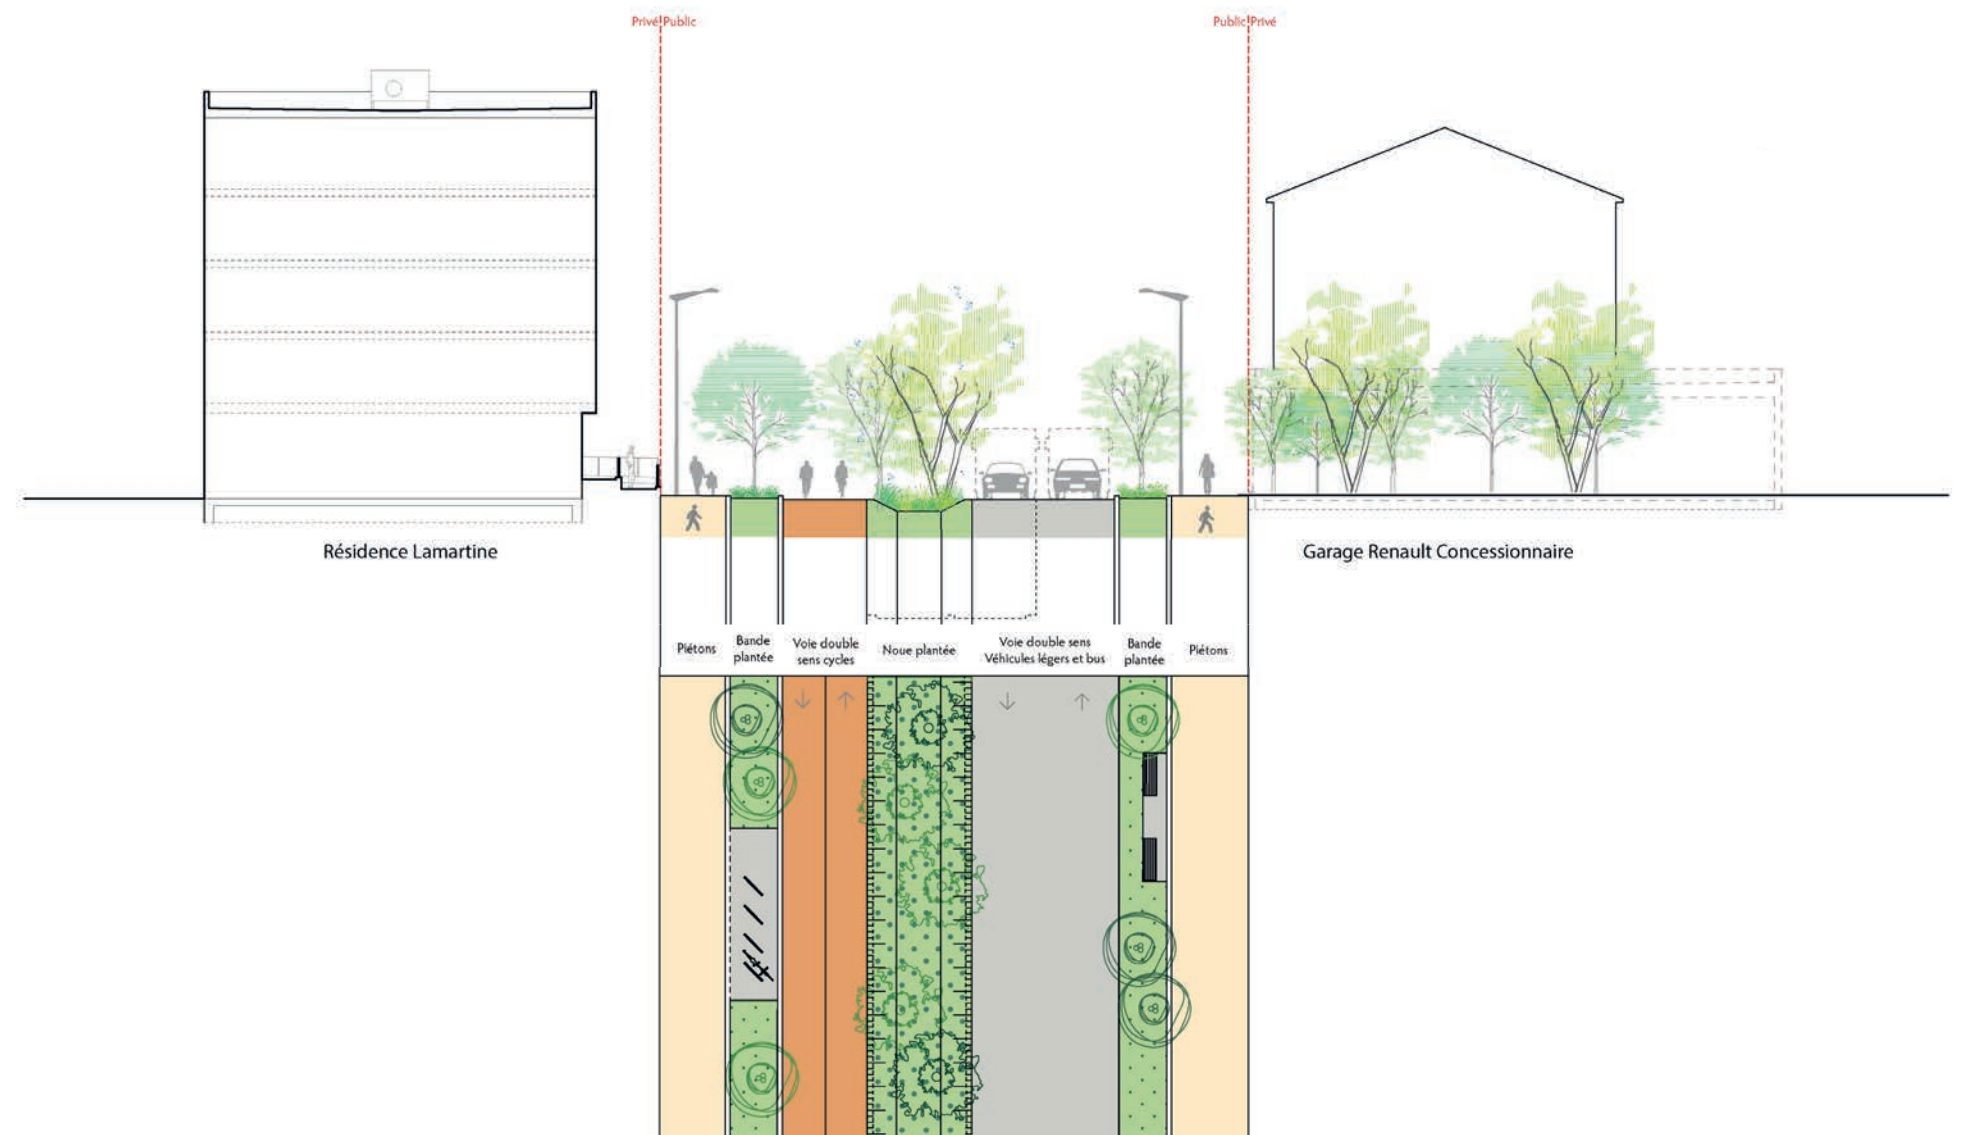 Privé Public
Public Privé
Résidence Lamartine
Garage Renault Concessionnaire
Piétons
Bande
plantée
Voie double
sens cycles
Noue plantée
Voie double sens
Véhicules légers et bus
Bande
plantée
Piétons